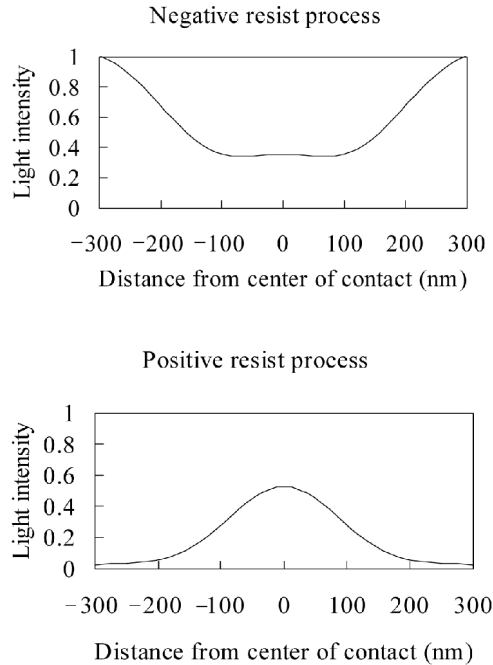 Negative resist process
1
0.8
0.6
0.4
0.2
0
Light intensity
−300 −200 −100 0 100 200 300
Distance from center of contact (nm)
Positive resist process
1
0.8
0.6
0.4
0.2
0
Light intensity
−300 −200 −100 0 100 200 300
Distance from center of contact (nm)